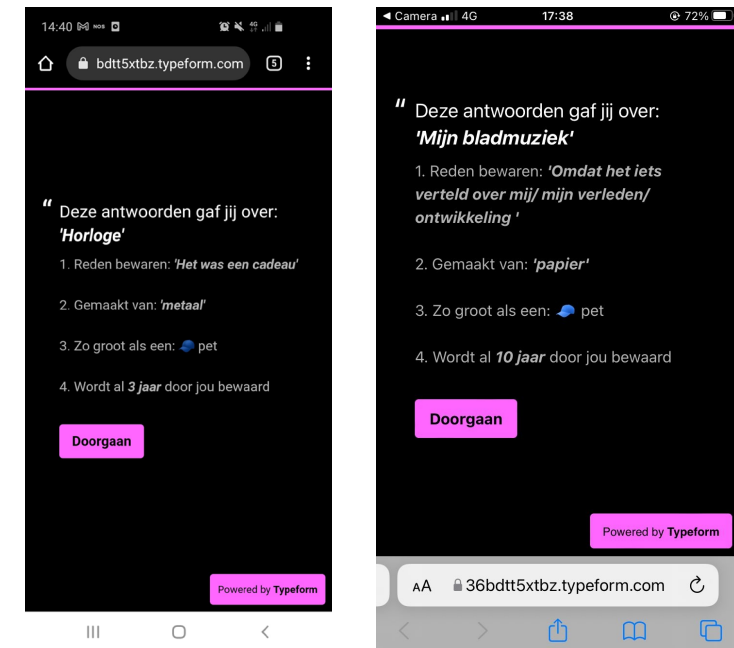 14:40 NOS 4G
bdtt5xtbz.typeform.com 5
“ Deze antwoorden gaf jij over:
'Horloge'
1. Reden bewaren: 'Het was een cadeau'
2. Gemaakt van: 'metaal'
3. Zo groot als een: 🧢 pet
4. Wordt al 3 jaar door jou bewaard
Doorgaan
Powered by Typeform
Camera 4G 17:38 72%
“ Deze antwoorden gaf jij over:
'Mijn bladmuziek'
1. Reden bewaren: 'Omdat het iets
verteld over mij/ mijn verleden/
ontwikkeling '
2. Gemaakt van: 'papier'
3. Zo groot als een: 🧢 pet
4. Wordt al 10 jaar door jou bewaard
Doorgaan
Powered by Typeform
AA 36bdtt5xtbz.typeform.com